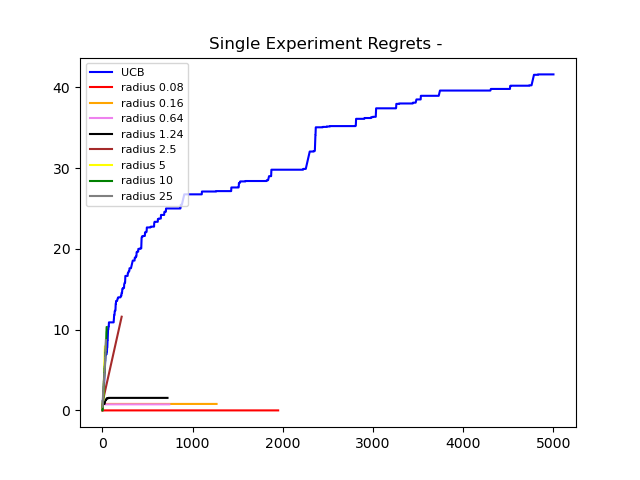 Single Experiment Regrets -
UCB
radius 0.08
radius 0.16
radius 0.64
radius 1.24
radius 2.5
radius 5
radius 10
radius 25
40
30
20
10
0
0 1000 2000 3000 4000 5000